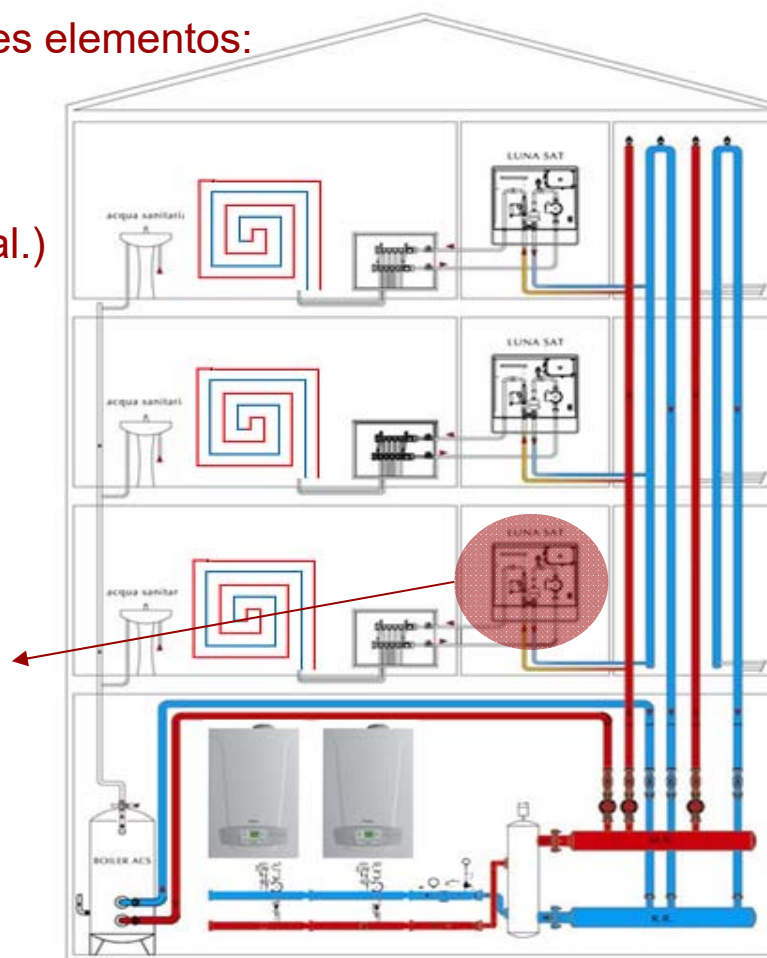 es elementos:
al.)
LUNA SAT
acqua sanitari
LUNA SAT
acqua sanitari
LUNA SAT
acqua sanitar
BOILER ACS
R.R.